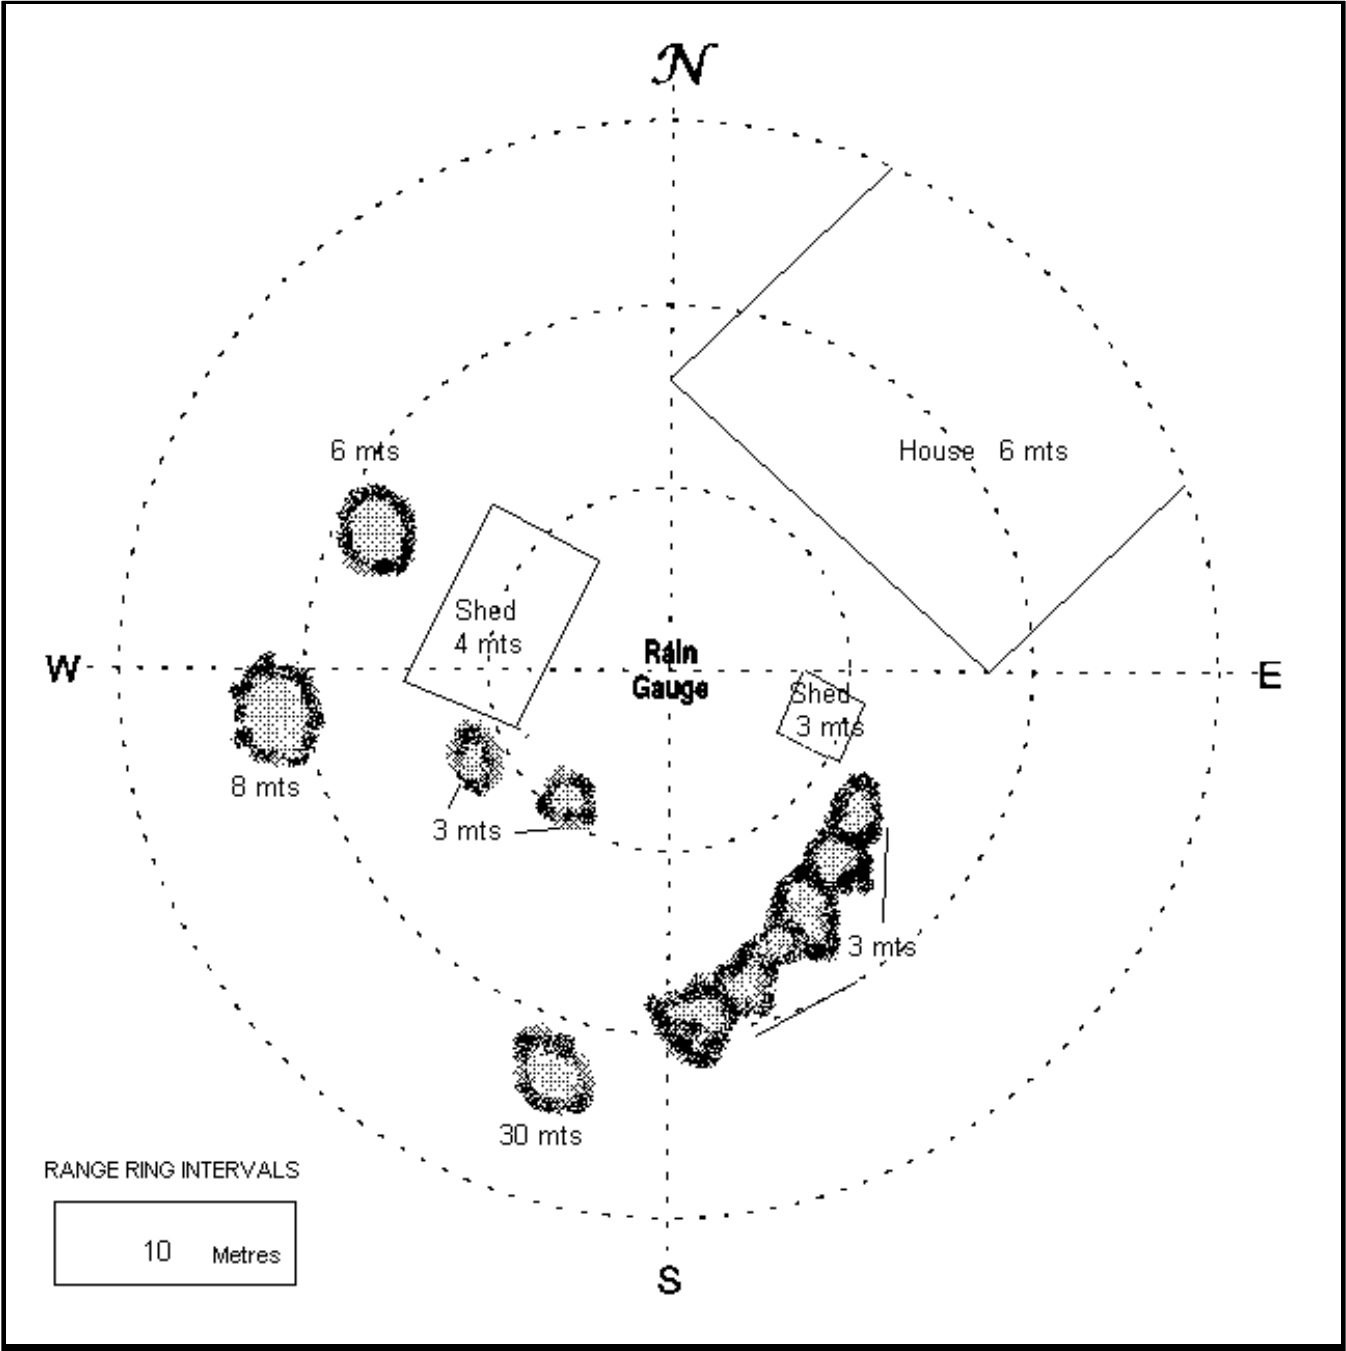 N
6 mts
House 6 mts
Shed
4 mts
Rain
Gauge
W
E
Shed
3 mts
8 mts
3 mts
3 mts
30 mts
RANGE RING INTERVALS
10 Metres
S